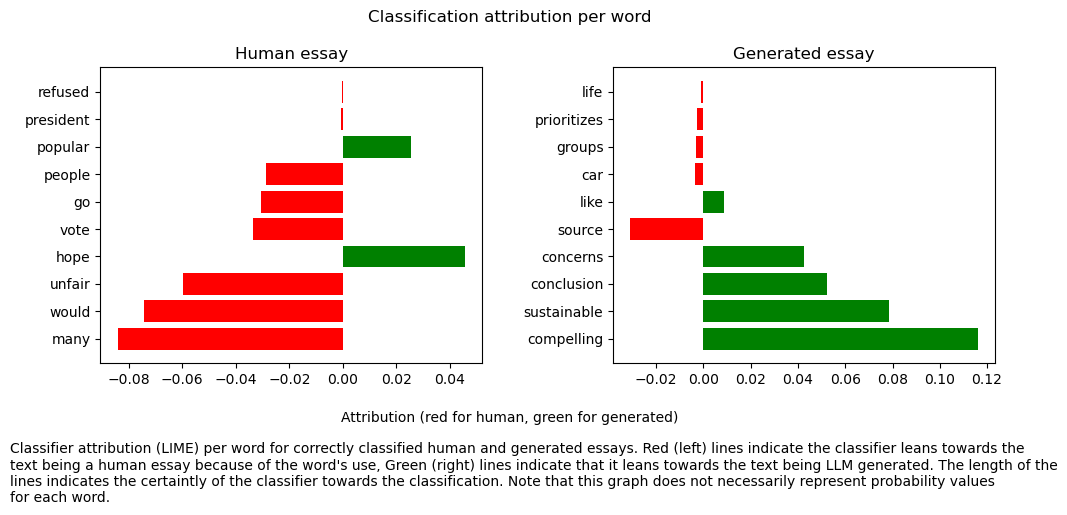 Classification attribution per word
Human essay
refused
president
popular
people
go
vote
hope
unfair
would
many
−0.08 −0.06 −0.04 −0.02 0.00 0.02 0.04
Generated essay
life
prioritizes
groups
car
like
source
concerns
conclusion
sustainable
compelling
−0.02 0.00 0.02 0.04 0.06 0.08 0.10 0.12
Attribution (red for human, green for generated)
Classifier attribution (LIME) per word for correctly classified human and generated essays. Red (left) lines indicate the classifier leans towards the
text being a human essay because of the word's use, Green (right) lines indicate that it leans towards the text being LLM generated. The length of the
lines indicates the certaintly of the classifier towards the classification. Note that this graph does not necessarily represent probability values
for each word.